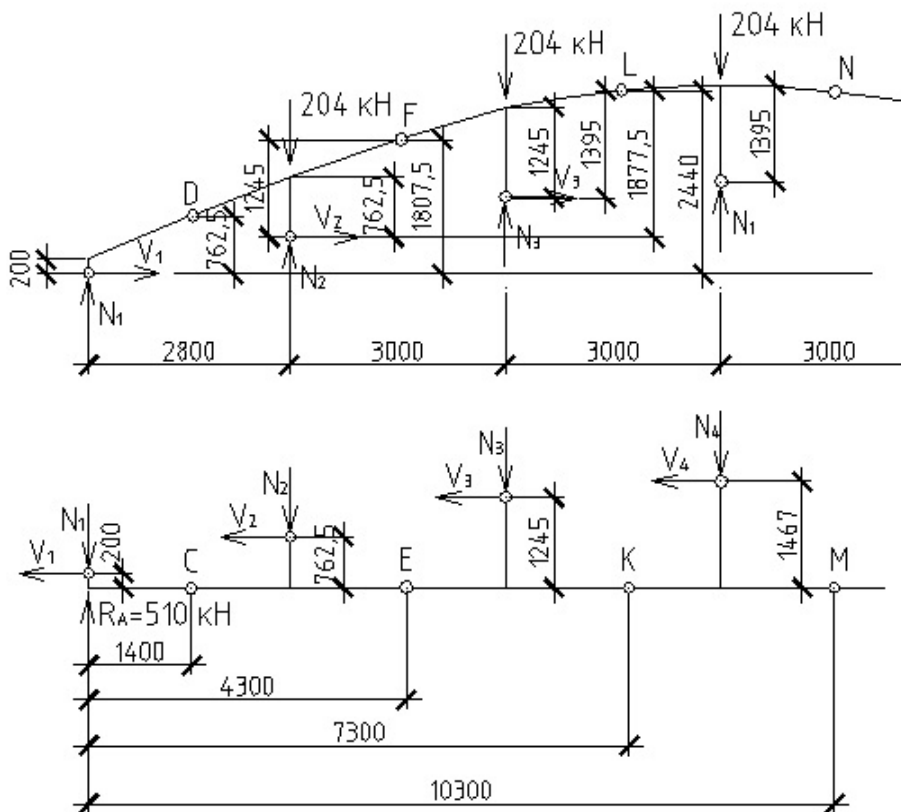 204 кН
204 кН
204 кН
L
N
F
D
1245
762,5
1807,5
1245
1395
1877,5
2440
1395
762,5
200
V₁
V₂
V₃
N₁
N₂
N₃
N₁
2800
3000
3000
3000
N₁
N₂
N₃
N₄
V₁
V₂
V₃
V₄
200
762,5
1245
1467
C
E
K
M
RА=510 кН
1400
4300
7300
10300